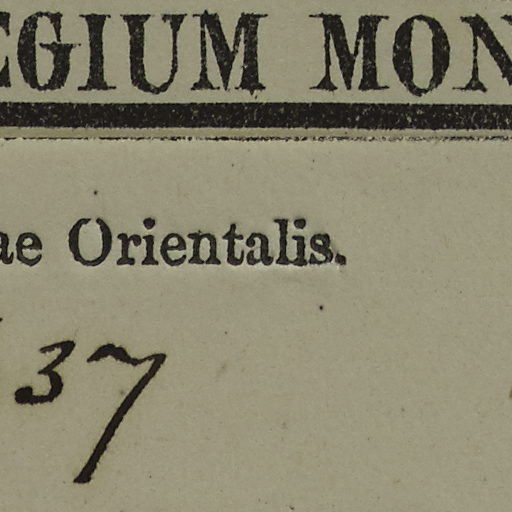 EGIUM MON
ae Orientalis.
37